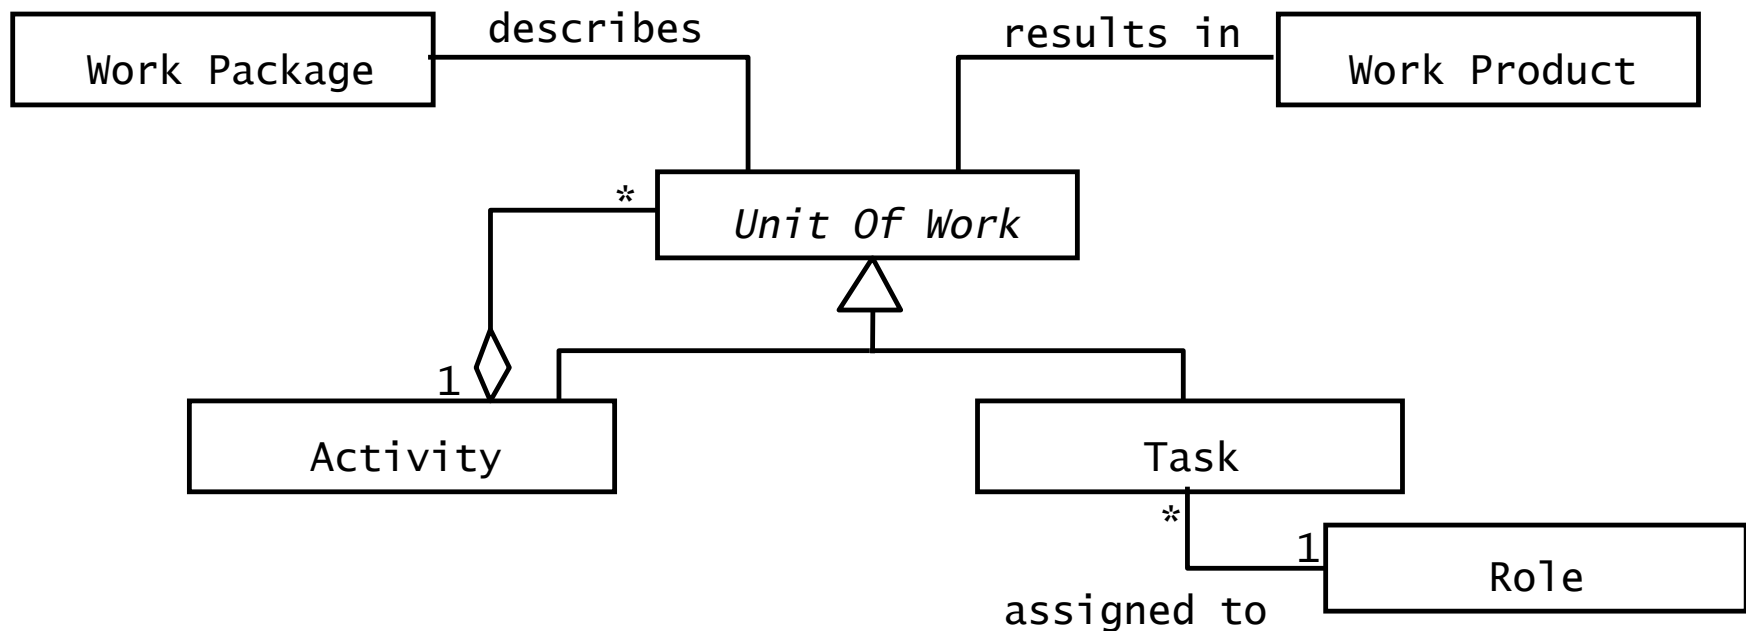 describes
results in
Work Package
Work Product
*
Unit Of Work
1
Activity
Task
*
1
Role
assigned to